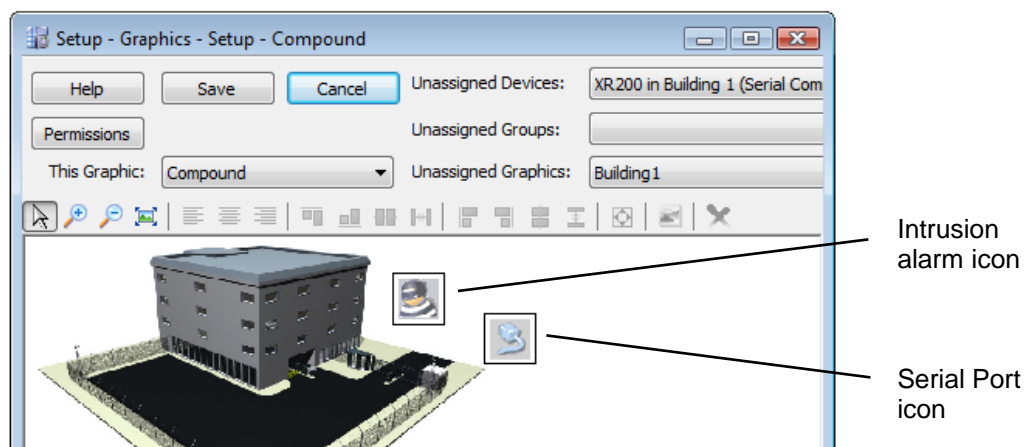 Setup - Graphics - Setup - Compound
Help
Save
Cancel
Unassigned Devices:
XR200 in Building 1 (Serial Com
Permissions
Unassigned Groups:
This Graphic:
Compound
Unassigned Graphics:
Building1
Intrusion
alarm icon
Serial Port
icon